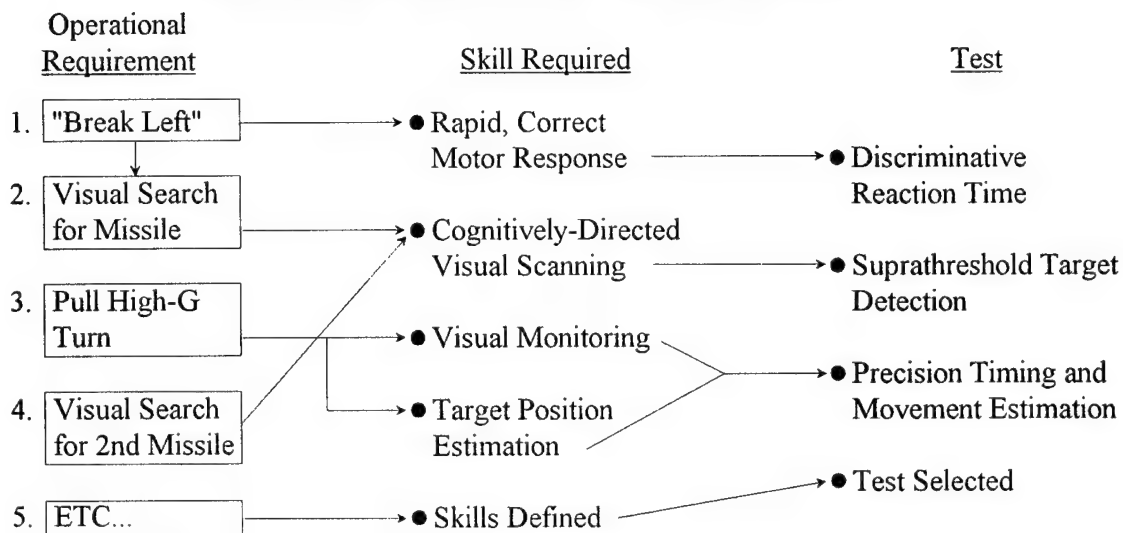 Operational
Requirement
Skill Required
Test
1. "Break Left"
● Rapid, Correct
Motor Response
● Discriminative
Reaction Time
2. Visual Search
for Missile
● Cognitively-Directed
Visual Scanning
● Suprathreshold Target
Detection
3. Pull High-G
Turn
● Visual Monitoring
● Precision Timing and
Movement Estimation
4. Visual Search
for 2nd Missile
● Target Position
Estimation
● Test Selected
5. ETC...
● Skills Defined